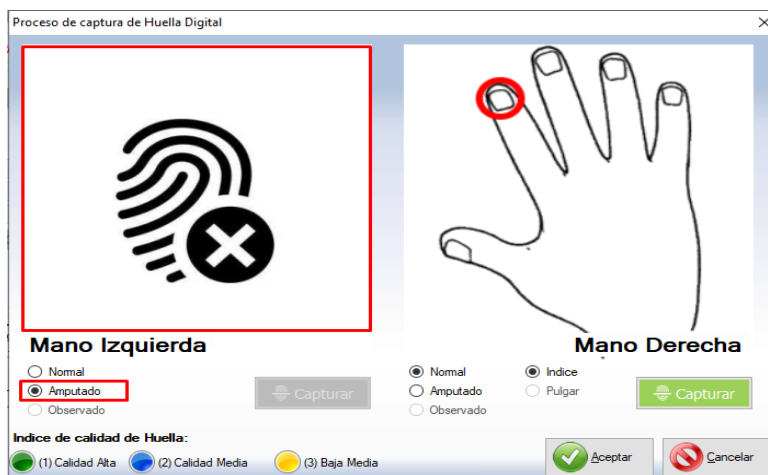 Proceso de captura de Huella Digital
Mano Izquierda
Mano Derecha
Normal
Amputado
Observado
Capturar
Normal
Amputado
Observado
Indice
Pulgar
Capturar
Indice de calidad de Huella:
(1) Calidad Alta
(2) Calidad Media
(3) Baja Media
Aceptar
Cancelar